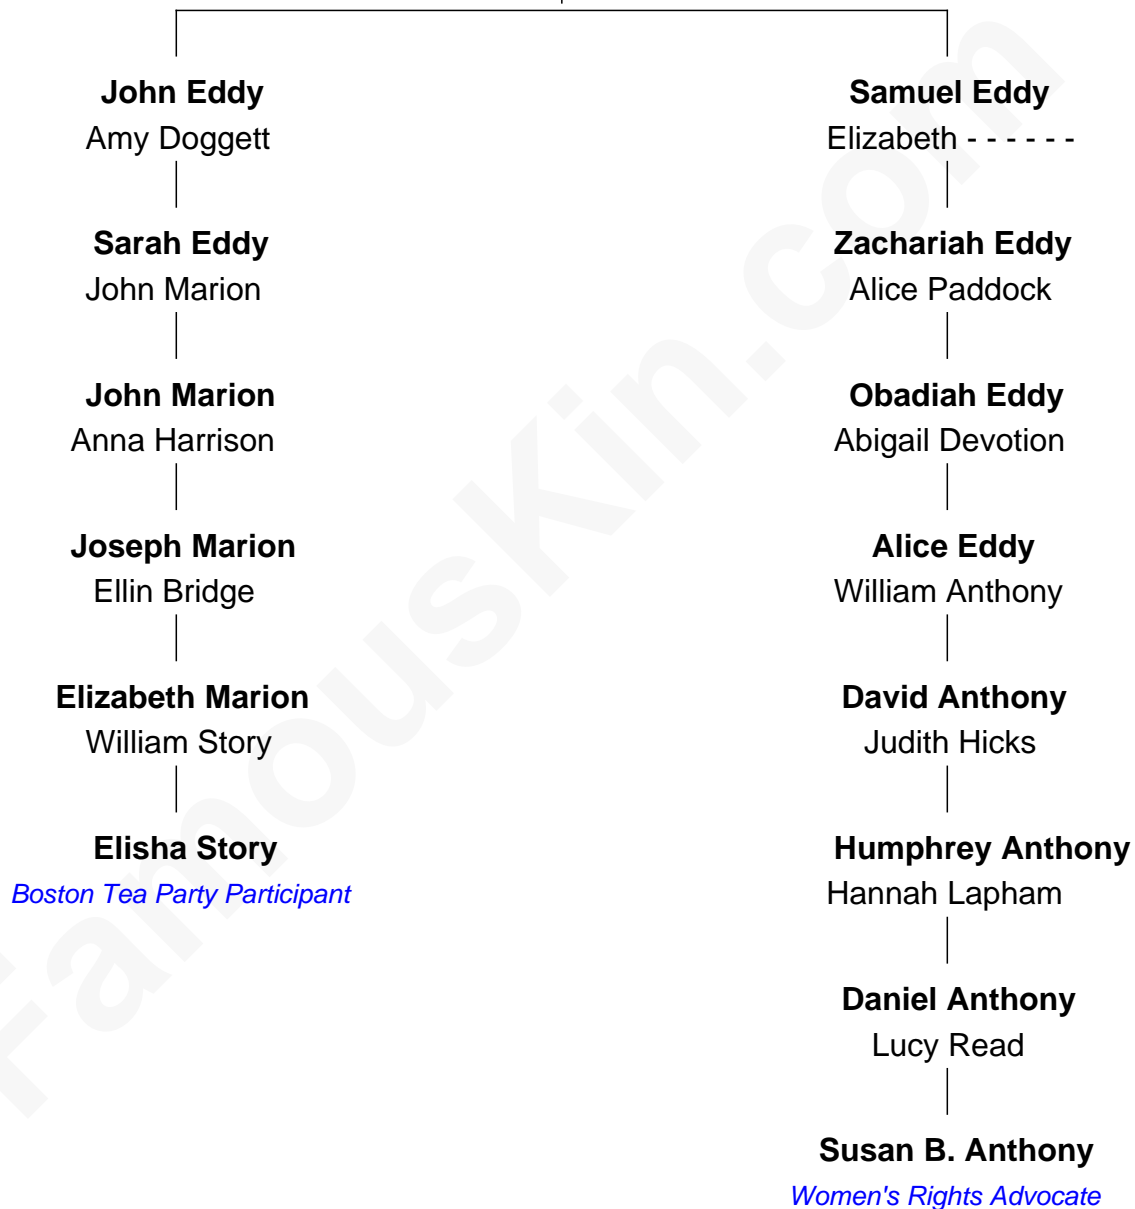 John Eddy
Amy Doggett
Sarah Eddy
John Marion
John Marion
Anna Harrison
Joseph Marion
Ellin Bridge
Elizabeth Marion
William Story
Elisha Story
Boston Tea Party Participant
Samuel Eddy
Elizabeth - - - - - -
Zachariah Eddy
Alice Paddock
Obadiah Eddy
Abigail Devotion
Alice Eddy
William Anthony
David Anthony
Judith Hicks
Humphrey Anthony
Hannah Lapham
Daniel Anthony
Lucy Read
Susan B. Anthony
Women's Rights Advocate
FamousKin.com